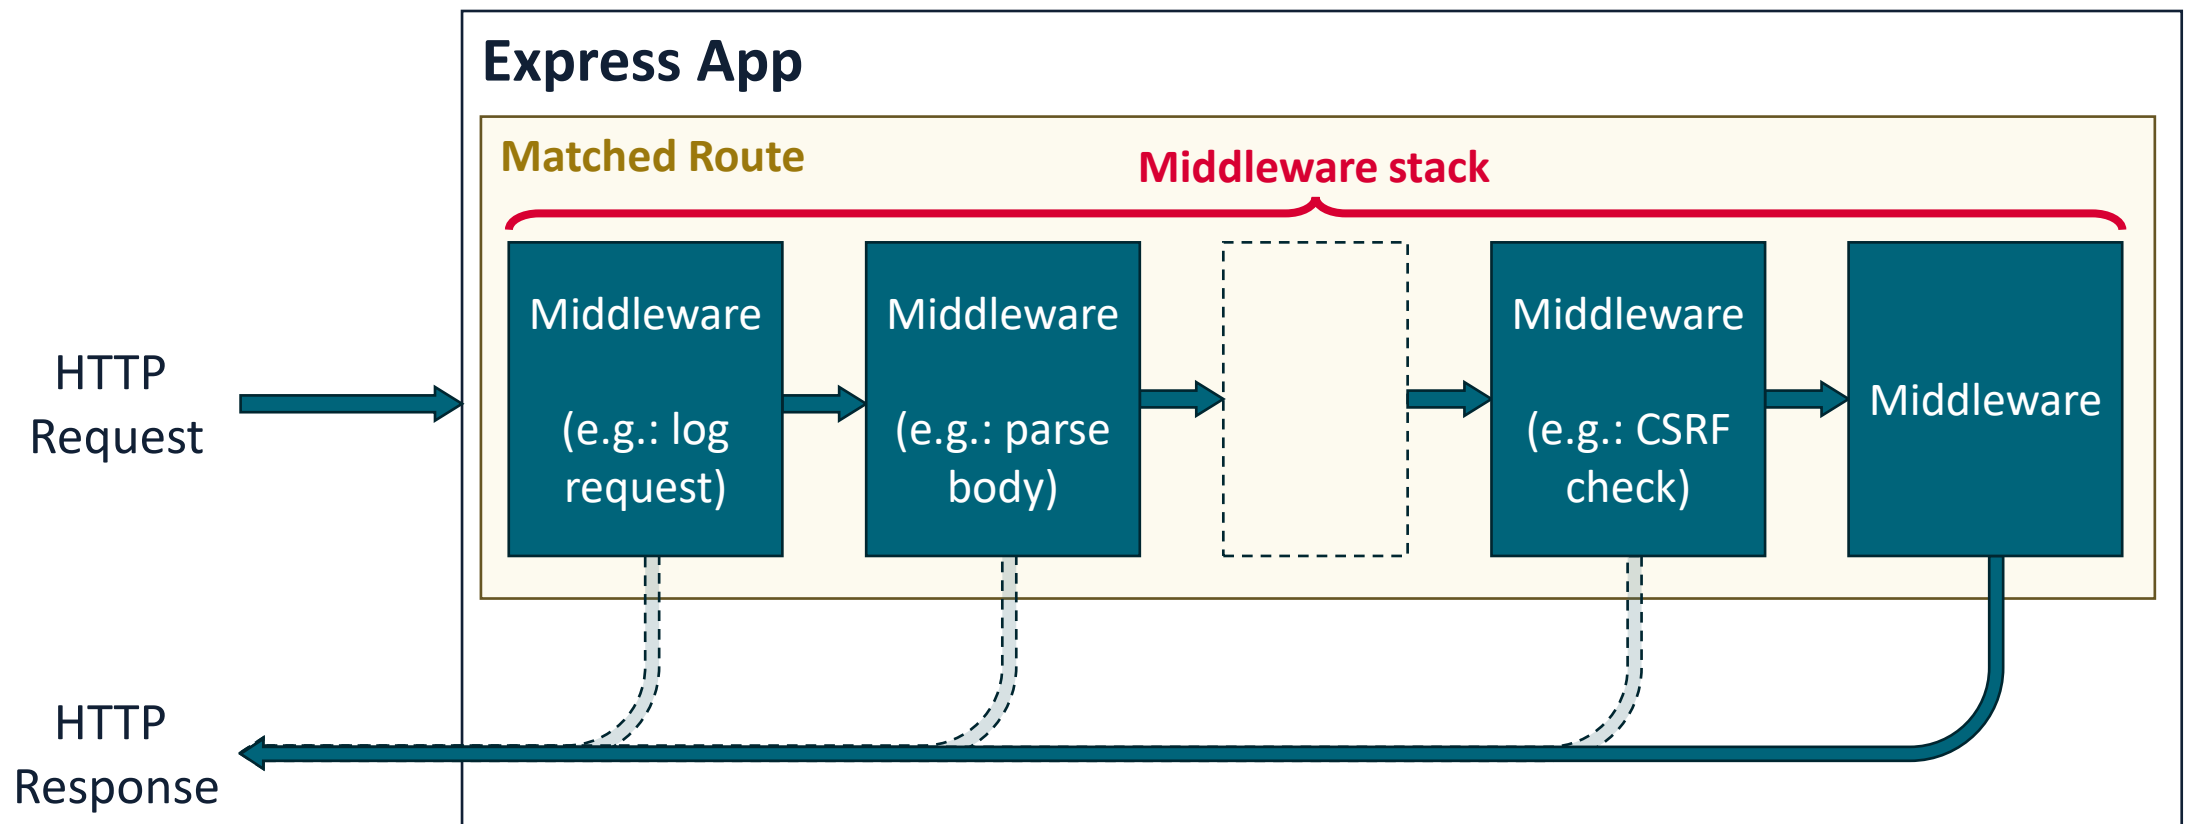 Express App
Matched Route
Middleware stack
Middleware
(e.g.: log
request)
Middleware
(e.g.: parse
body)
Middleware
(e.g.: CSRF
check)
Middleware
HTTP
Request
HTTP
Response